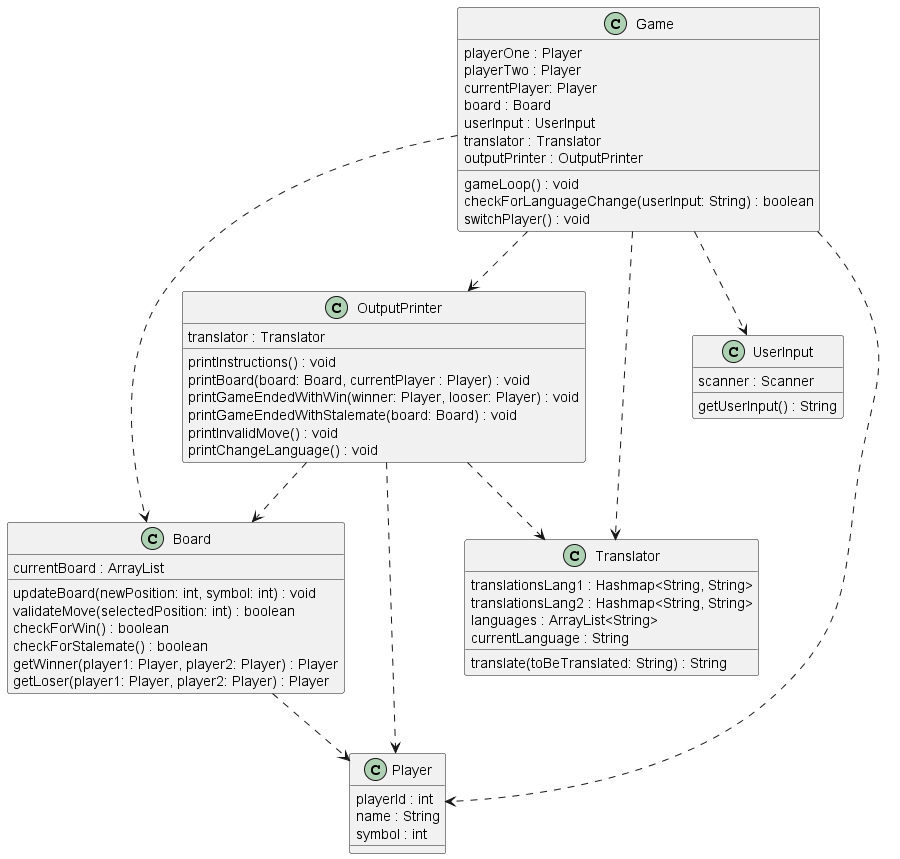 C Game
playerOne : Player
playerTwo : Player
currentPlayer: Player
board : Board
userInput : UserInput
translator : Translator
outputPrinter : OutputPrinter
gameLoop() : void
checkForLanguageChange(userInput: String) : boolean
switchPlayer() : void
C OutputPrinter
translator : Translator
printInstructions() : void
printBoard(board: Board, currentPlayer : Player) : void
printGameEndedWithWin(winner: Player, looser: Player) : void
printGameEndedWithStalemate(board: Board) : void
printInvalidMove() : void
printChangeLanguage() : void
C UserInput
scanner : Scanner
getUserInput() : String
C Board
currentBoard : ArrayList
updateBoard(newPosition: int, symbol: int) : void
validateMove(selectedPosition: int) : boolean
checkForWin() : boolean
checkForStalemate() : boolean
getWinner(player1: Player, player2: Player) : Player
getLoser(player1: Player, player2: Player) : Player
C Translator
translationsLang1 : Hashmap<String, String>
translationsLang2 : Hashmap<String, String>
languages : ArrayList<String>
currentLanguage : String
translate(toBeTranslated: String) : String
C Player
playerId : int
name : String
symbol : int